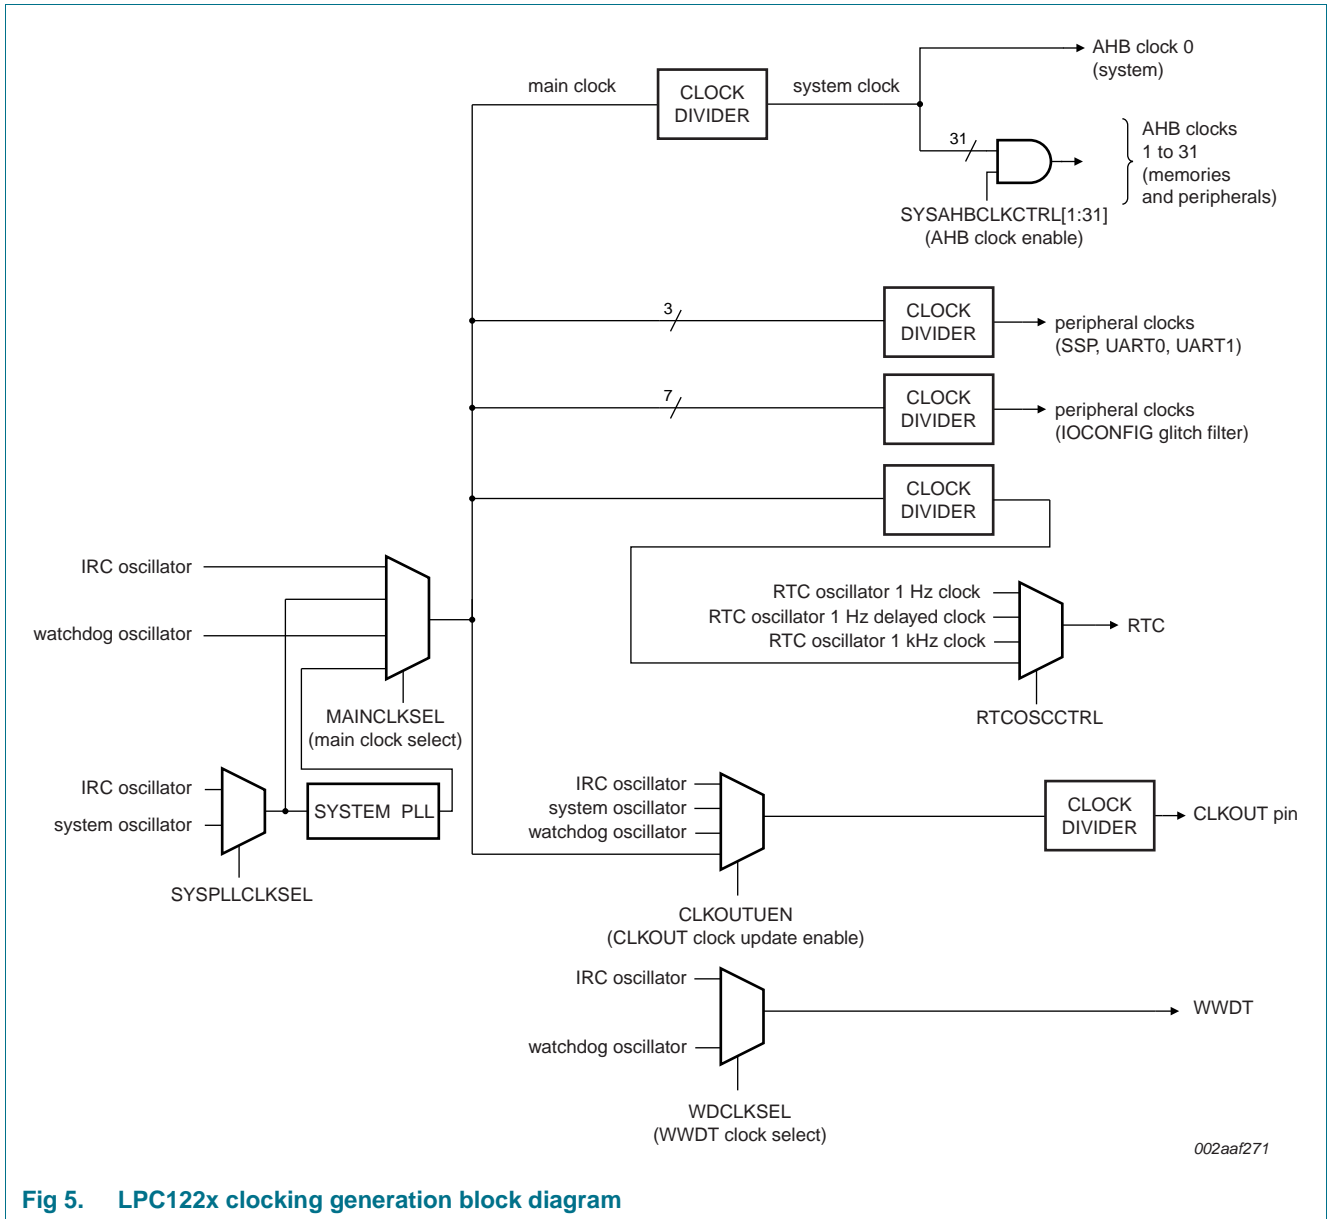 AHB clock 0
(system)
main clock
CLOCK
DIVIDER
system clock
31
AHB clocks
1 to 31
(memories
and peripherals)
SYSAHBCLKCTRL[1:31]
(AHB clock enable)
3
CLOCK
DIVIDER
peripheral clocks
(SSP, UART0, UART1)
7
CLOCK
DIVIDER
peripheral clocks
(IOCONFIG glitch filter)
CLOCK
DIVIDER
IRC oscillator
watchdog oscillator
MAINCLKSEL
(main clock select)
RTC oscillator 1 Hz clock
RTC oscillator 1 Hz delayed clock
RTC oscillator 1 kHz clock
RTC
RTCOSCCTRL
IRC oscillator
system oscillator
SYSTEM PLL
SYSPLLCLKSEL
IRC oscillator
system oscillator
watchdog oscillator
CLOCK
DIVIDER
CLKOUT pin
CLKOUTUEN
(CLKOUT clock update enable)
IRC oscillator
watchdog oscillator
WWDT
WDCLKSEL
(WWDT clock select)
002aaf271
Fig 5. LPC122x clocking generation block diagram